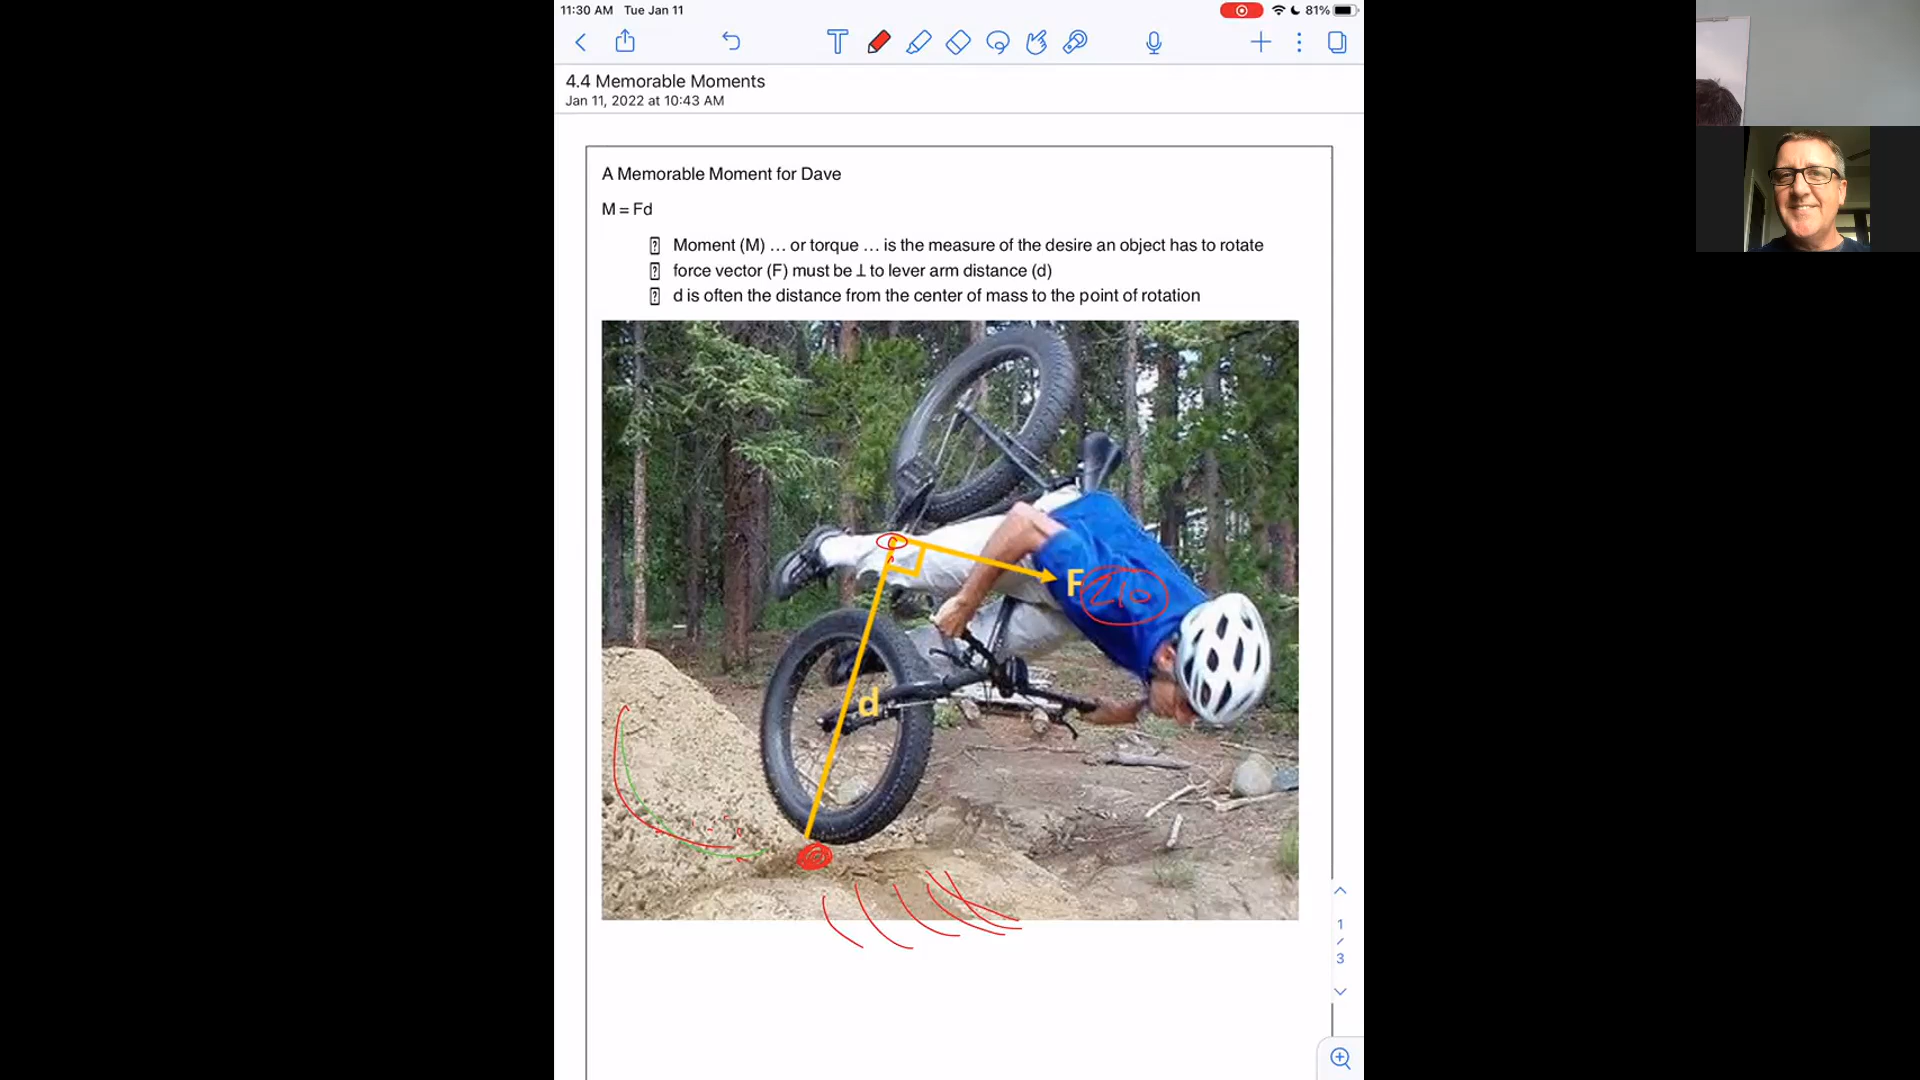 11:30 AM Tue Jan 11
81%
T
4.4 Memorable Moments
Jan 11, 2022 at 10:43 AM
A Memorable Moment for Dave
M = Fd
Moment (M) … or torque … is the measure of the desire an object has to rotate
force vector (F) must be ⊥ to lever arm distance (d)
d is often the distance from the center of mass to the point of rotation
F 210
d
1
/
3